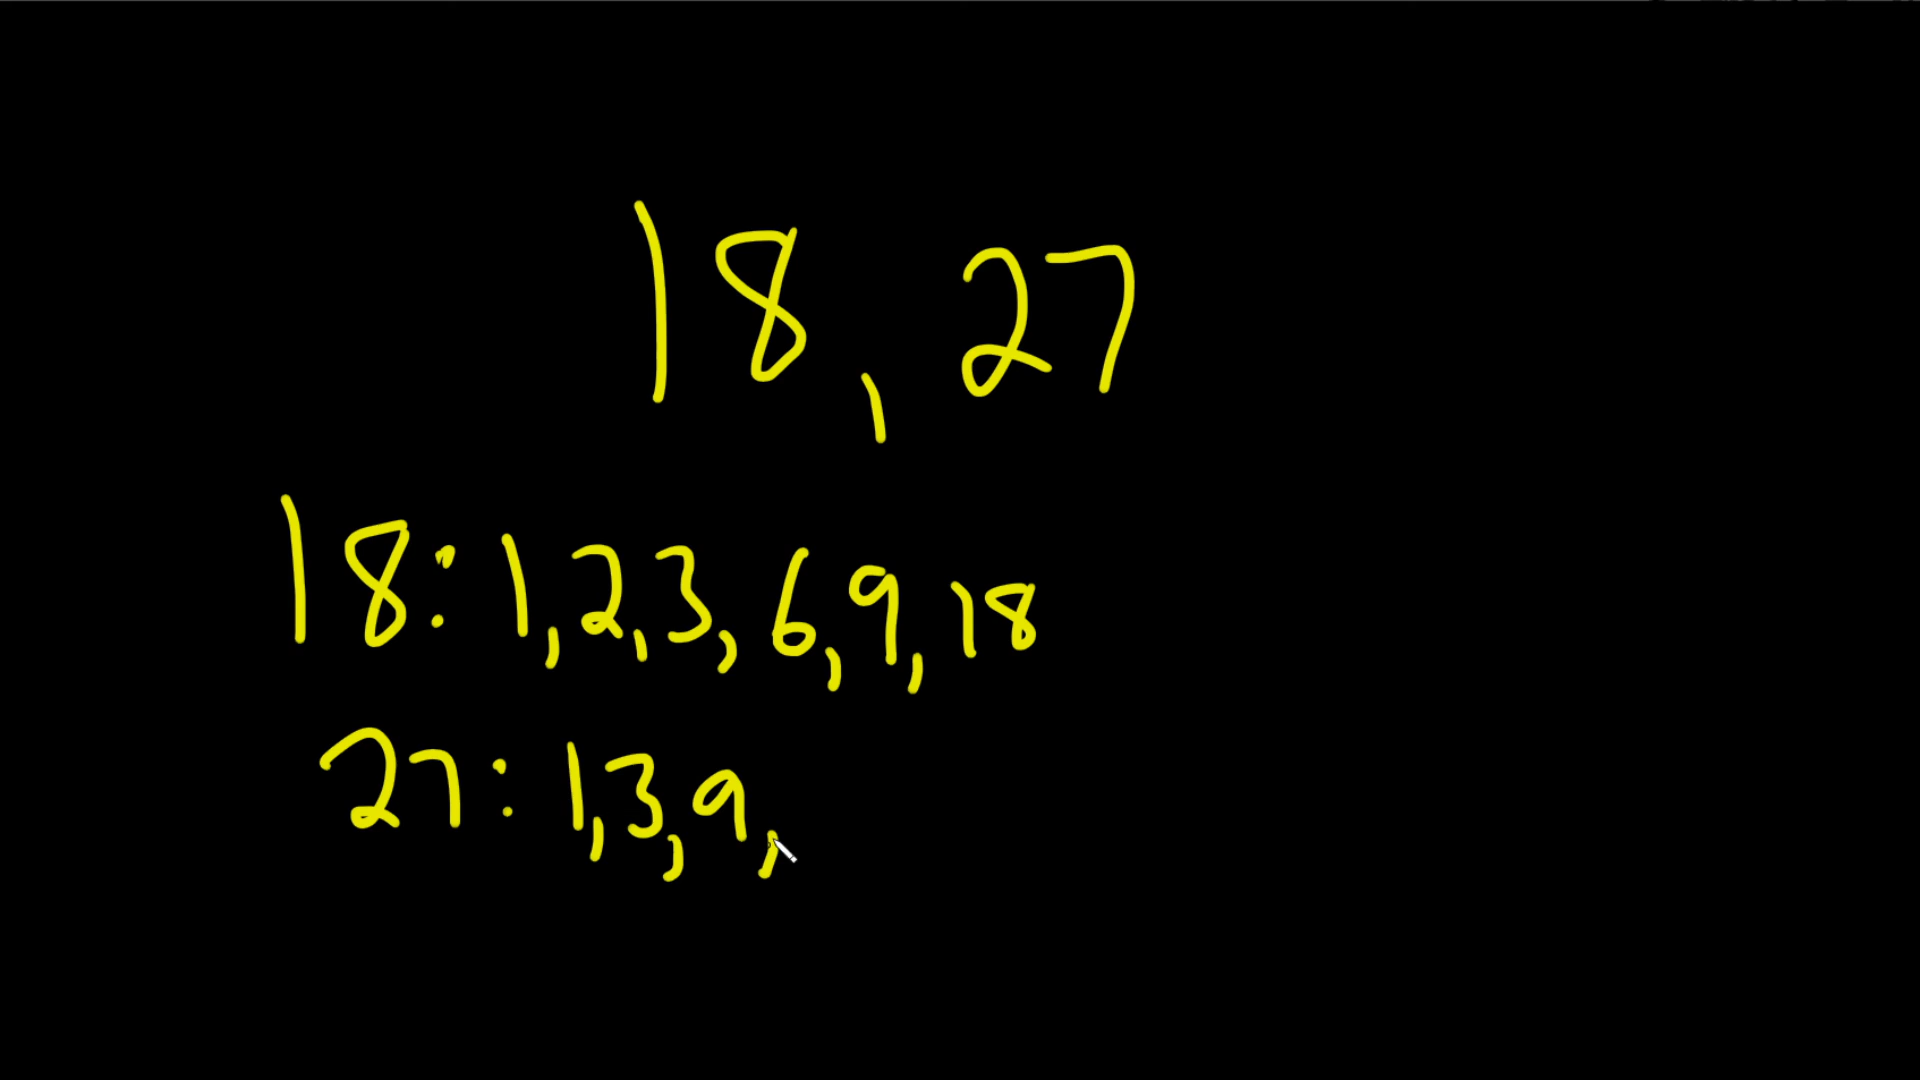 18, 27
18: 1, 2, 3, 6, 9, 18
27: 1, 3, 9,